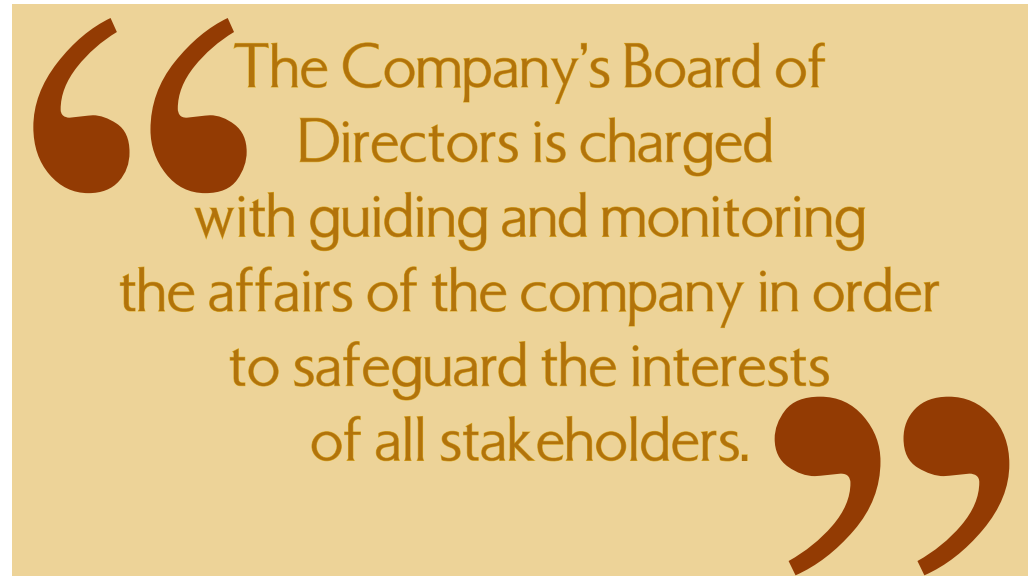 “The Company’s Board of
Directors is charged
with guiding and monitoring
the affairs of the company in order
to safeguard the interests
of all stakeholders.”